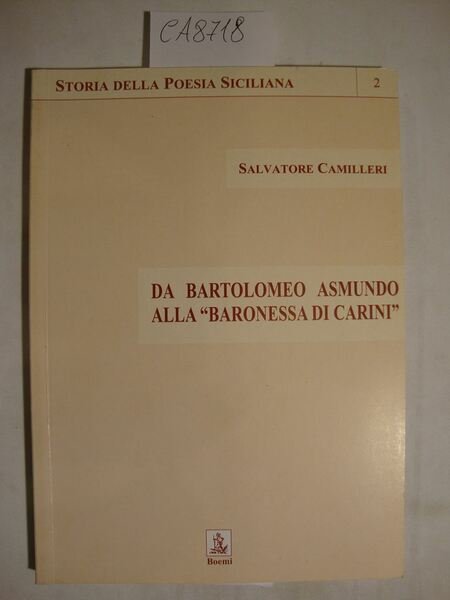 CA8718
STORIA DELLA POESIA SICILIANA 2
SALVATORE CAMILLERI
DA BARTOLOMEO ASMUNDO
ALLA “BARONESSA DI CARINI”
Boemi